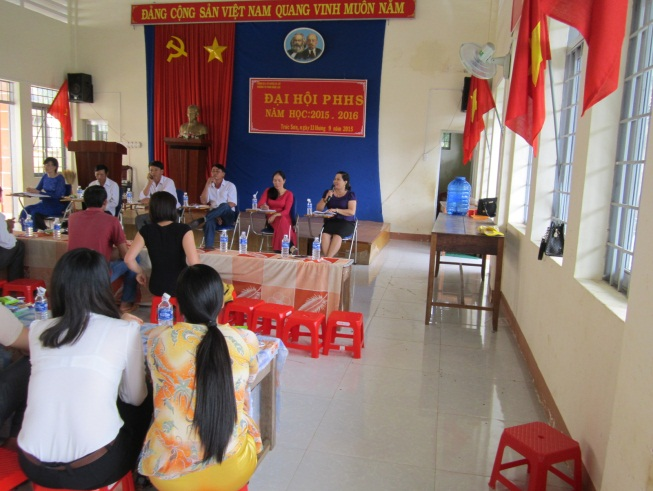 ĐẢNG CỘNG SẢN VIỆT NAM QUANG VINH MUÔN NĂM
ĐẠI HỘI PHHS
NĂM HỌC: 2015 - 2016